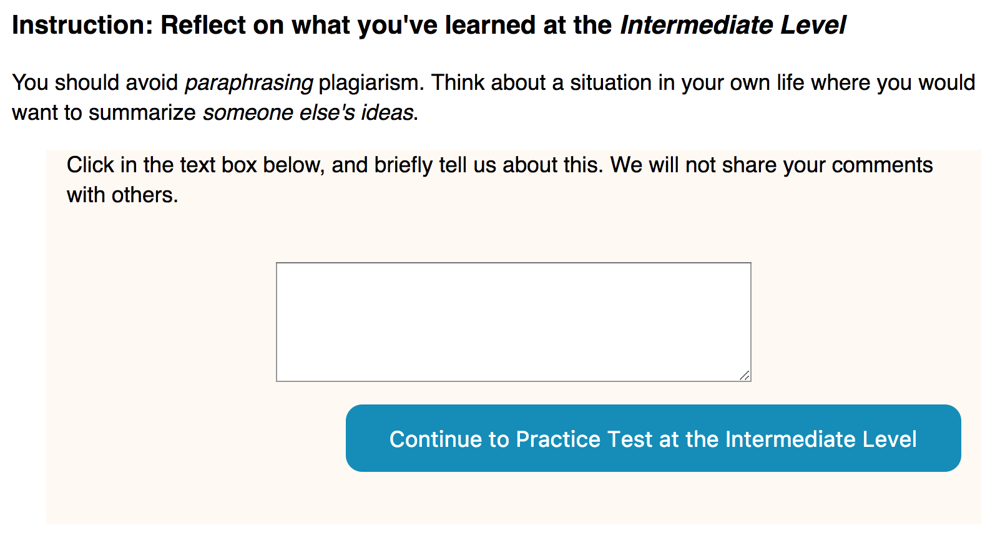 Instruction: Reflect on what you've learned at the Intermediate Level
You should avoid paraphrasing plagiarism. Think about a situation in your own life where you would
want to summarize someone else's ideas.
Click in the text box below, and briefly tell us about this. We will not share your comments
with others.
Continue to Practice Test at the Intermediate Level